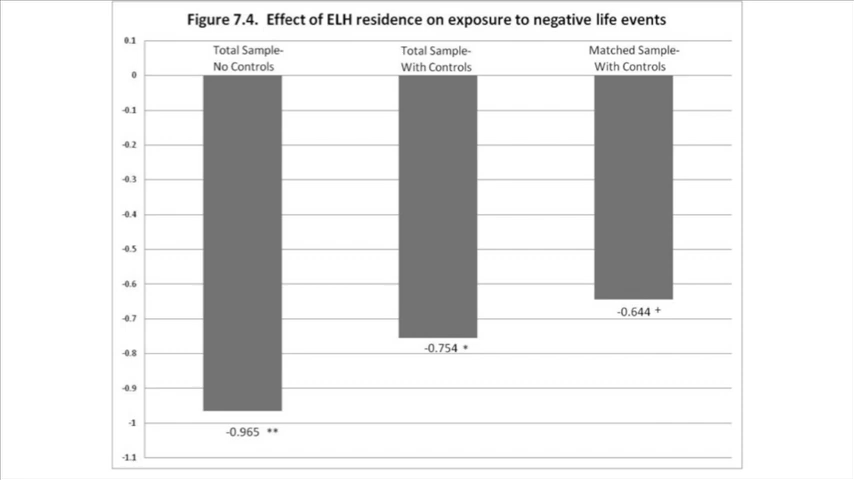 Figure 7.4. Effect of ELH residence on exposure to negative life events
0.1
Total Sample-
No Controls
Total Sample-
With Controls
Matched Sample-
With Controls
0
-0.1
-0.2
-0.3
-0.4
-0.5
-0.6
-0.644 +
-0.7
-0.754 *
-0.8
-0.9
-1
-0.965 **
-1.1